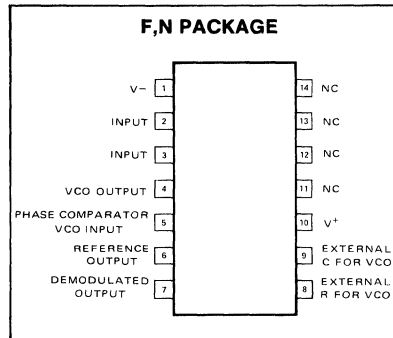 F,N PACKAGE
V− 1
INPUT 2
INPUT 3
VCO OUTPUT 4
PHASE COMPARATOR
VCO INPUT 5
REFERENCE
OUTPUT 6
DEMODULATED
OUTPUT 7
14 NC
13 NC
12 NC
11 NC
10 V+
9 EXTERNAL
C FOR VCO
8 EXTERNAL
R FOR VCO